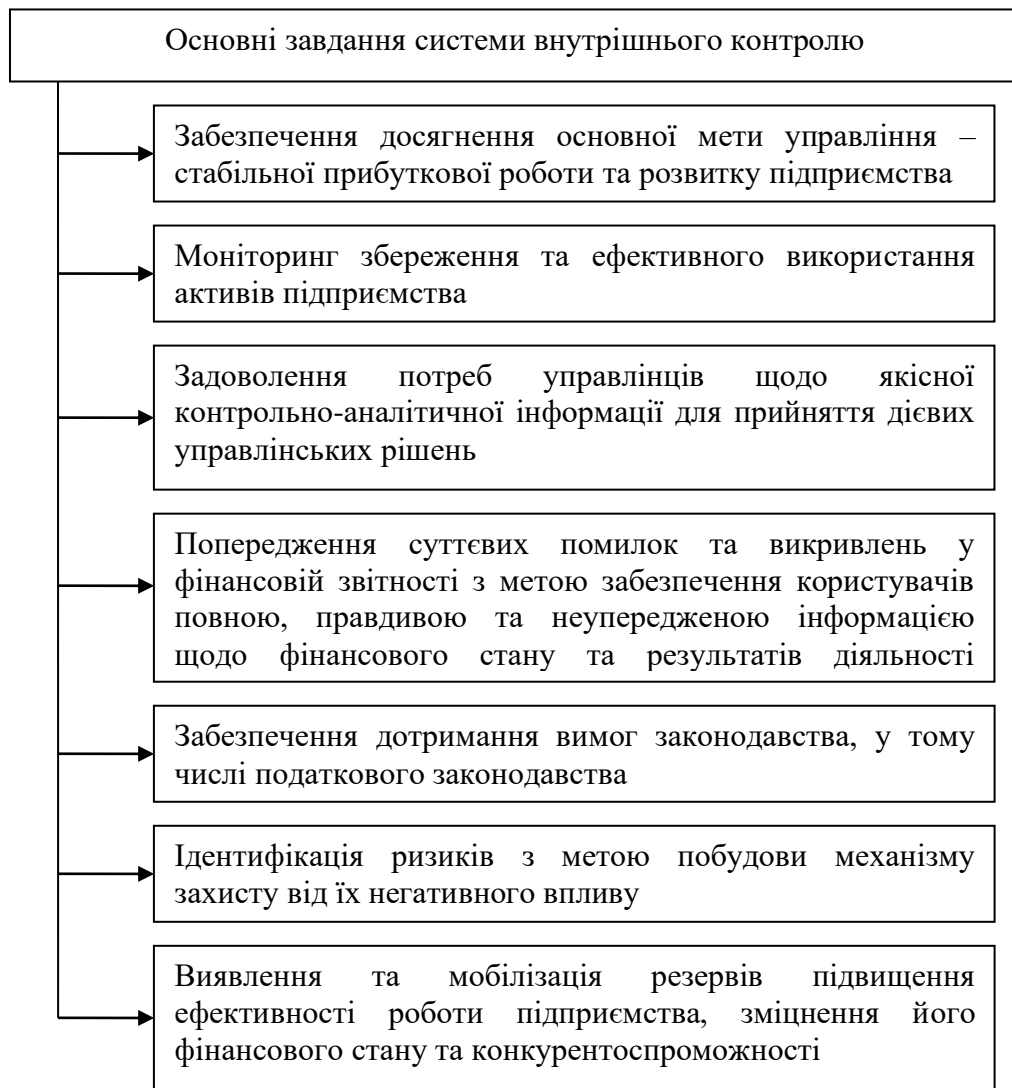 Основні завдання системи внутрішнього контролю
Забезпечення досягнення основної мети управління –
стабільної прибуткової роботи та розвитку підприємства
Моніторинг збереження та ефективного використання
активів підприємства
Задоволення потреб управлінців щодо якісної
контрольно-аналітичної інформації для прийняття дієвих
управлінських рішень
Попередження суттєвих помилок та викривлень у
фінансовій звітності з метою забезпечення користувачів
повною, правдивою та неупередженою інформацією
щодо фінансового стану та результатів діяльності
Забезпечення дотримання вимог законодавства, у тому
числі податкового законодавства
Ідентифікація ризиків з метою побудови механізму
захисту від їх негативного впливу
Виявлення та мобілізація резервів підвищення
ефективності роботи підприємства, зміцнення його
фінансового стану та конкурентоспроможності